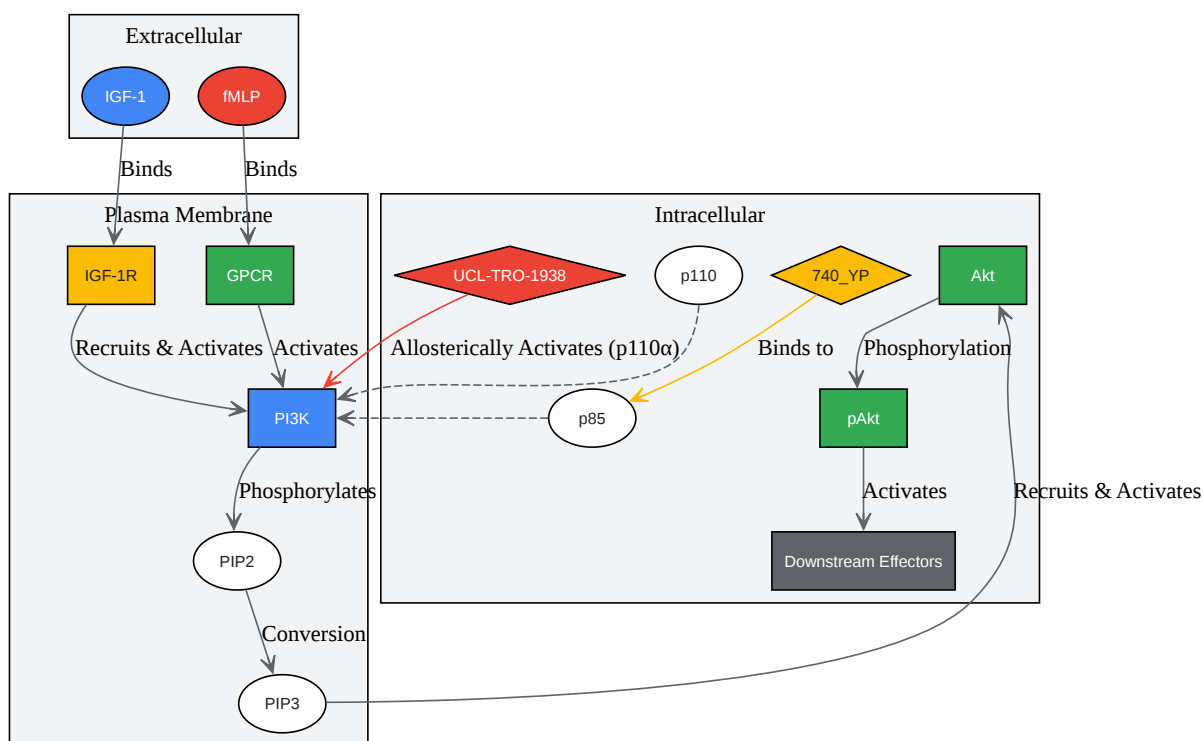 Extracellular
IGF-1
fMLP
Binds
Binds
Plasma Membrane
Intracellular
IGF-1R
GPCR
UCL-TRO-1938
p110
740_YP
Akt
Recruits & Activates
Activates
Allosterically Activates (p110α)
Binds to
Phosphorylation
PI3K
p85
pAkt
Phosphorylates
Activates
Recruits & Activates
PIP2
Downstream Effectors
Conversion
PIP3